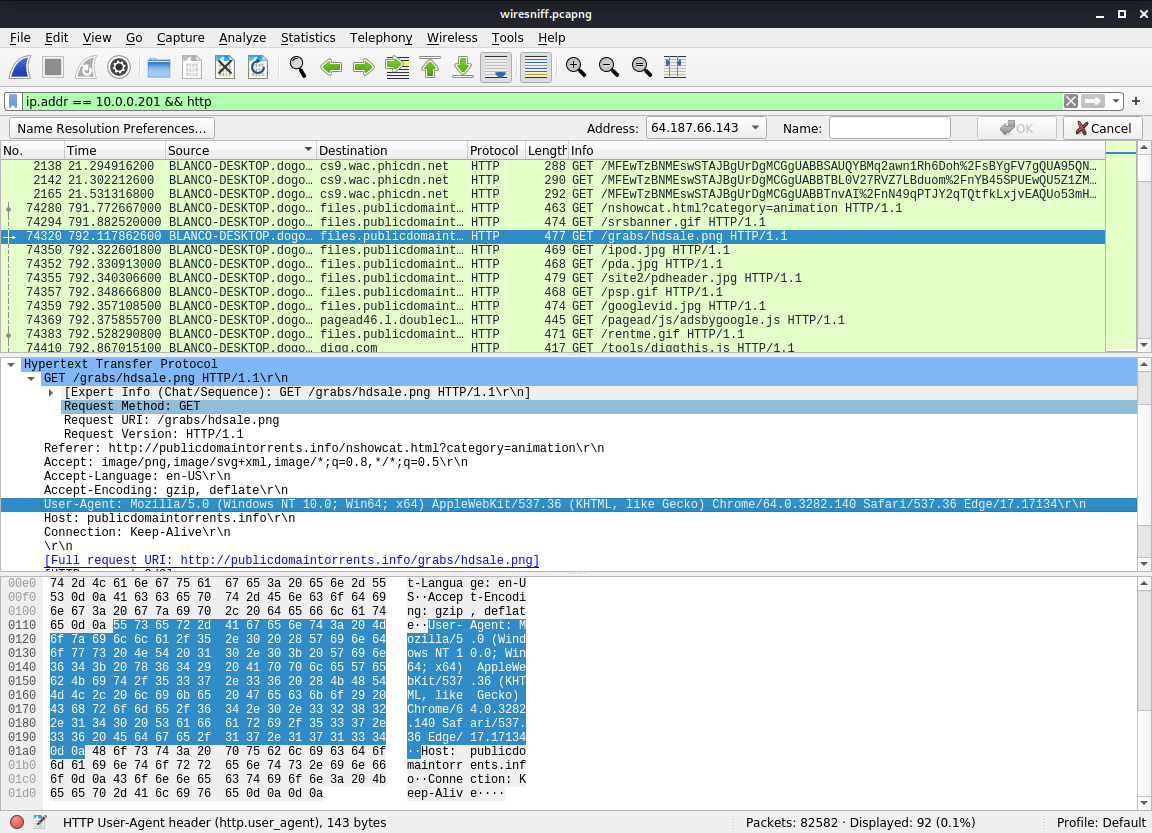 wiresniff.pcapng
File Edit View Go Capture Analyze Statistics Telephony Wireless Tools Help
ip.addr == 10.0.0.201 && http
Name Resolution Preferences… Address: 64.187.66.143 Name: OK Cancel
No. Time Source Destination Protocol Length Info
2138 21.294916200 BLANCO-DESKTOP.dogo… cs9.wac.phicdn.net HTTP 288 GET /MFEwTzBNMEswSTAJBgUrDgMCGgUABBSAUQYBMq2awn1Rh6Doh%2FsBYgFV7gQUA95QN…
2142 21.302212600 BLANCO-DESKTOP.dogo… cs9.wac.phicdn.net HTTP 290 GET /MFEwTzBNMEswSTAJBgUrDgMCGgUABBTBL0V27RVZ7LBduom%2FnYB45SPUEwQU5Z1ZM…
2165 21.531316800 BLANCO-DESKTOP.dogo… cs9.wac.phicdn.net HTTP 292 GET /MFEwTzBNMEswSTAJBgUrDgMCGgUABBTnvAI%2FnN49qPTJY2qTQtfkLxjvEAQUo53mH…
74280 791.772667000 BLANCO-DESKTOP.dogo… files.publicdomaint… HTTP 463 GET /nshowcat.html?category=animation HTTP/1.1
74294 791.882520000 BLANCO-DESKTOP.dogo… files.publicdomaint… HTTP 474 GET /srsbanner.gif HTTP/1.1
74320 792.117862600 BLANCO-DESKTOP.dogo… files.publicdomaint… HTTP 477 GET /grabs/hdsale.png HTTP/1.1
74350 792.322601800 BLANCO-DESKTOP.dogo… files.publicdomaint… HTTP 469 GET /ipod.jpg HTTP/1.1
74352 792.330913000 BLANCO-DESKTOP.dogo… files.publicdomaint… HTTP 468 GET /pda.jpg HTTP/1.1
74355 792.340306600 BLANCO-DESKTOP.dogo… files.publicdomaint… HTTP 479 GET /site2/pdheader.jpg HTTP/1.1
74357 792.348666800 BLANCO-DESKTOP.dogo… files.publicdomaint… HTTP 468 GET /psp.gif HTTP/1.1
74359 792.357108500 BLANCO-DESKTOP.dogo… files.publicdomaint… HTTP 474 GET /googlevid.jpg HTTP/1.1
74369 792.375855700 BLANCO-DESKTOP.dogo… pagead46.l.doublecl… HTTP 445 GET /pagead/js/adsbygoogle.js HTTP/1.1
74383 792.528290800 BLANCO-DESKTOP.dogo… files.publicdomaint… HTTP 471 GET /rentme.gif HTTP/1.1
74410 792.867015100 BLANCO-DESKTOP.dogo… digg.com HTTP 417 GET /tools/diggthis.js HTTP/1.1
Hypertext Transfer Protocol
GET /grabs/hdsale.png HTTP/1.1\r\n
[Expert Info (Chat/Sequence): GET /grabs/hdsale.png HTTP/1.1\r\n]
Request Method: GET
Request URI: /grabs/hdsale.png
Request Version: HTTP/1.1
Referer: http://publicdomaintorrents.info/nshowcat.html?category=animation\r\n
Accept: image/png,image/svg+xml,image/*;q=0.8,*/*;q=0.5\r\n
Accept-Language: en-US\r\n
Accept-Encoding: gzip, deflate\r\n
User-Agent: Mozilla/5.0 (Windows NT 10.0; Win64; x64) AppleWebKit/537.36 (KHTML, like Gecko) Chrome/64.0.3282.140 Safari/537.36 Edge/17.17134\r\n
Host: publicdomaintorrents.info\r\n
Connection: Keep-Alive\r\n
\r\n
[Full request URI: http://publicdomaintorrents.info/grabs/hdsale.png]
00e0 74 2d 4c 61 6e 67 75 61 67 65 3a 20 65 6e 2d 55 t-Langua ge: en-U
00f0 53 0d 0a 41 63 63 65 70 74 2d 45 6e 63 6f 64 69 S··Accep t-Encodi
0100 6e 67 3a 20 67 7a 69 70 2c 20 64 65 66 6c 61 74 ng: gzip , deflat
0110 65 0d 0a 55 73 65 72 2d 41 67 65 6e 74 3a 20 4d e··User- Agent: M
0120 6f 7a 69 6c 6c 61 2f 35 2e 30 20 28 57 69 6e 64 ozilla/5 .0 (Wind
0130 6f 77 73 20 4e 54 20 31 30 2e 30 3b 20 57 69 6e ows NT 1 0.0; Win
0140 36 34 3b 20 78 36 34 29 20 41 70 70 6c 65 57 65 64; x64)  AppleWe
0150 62 4b 69 74 2f 35 33 37 2e 33 36 20 28 4b 48 54 bKit/537 .36 (KHT
0160 4d 4c 2c 20 6c 69 6b 65 20 47 65 63 6b 6f 29 20 ML, like  Gecko)
0170 43 68 72 6f 6d 65 2f 36 34 2e 30 2e 33 32 38 32 Chrome/6 4.0.3282
0180 2e 31 34 30 20 53 61 66 61 72 69 2f 35 33 37 2e .140 Saf ari/537.
0190 33 36 20 45 64 67 65 2f 31 37 2e 31 37 31 33 34 36 Edge/ 17.17134
01a0 0d 0a 48 6f 73 74 3a 20 70 75 62 6c 69 63 64 6f ··Host:  publicdo
01b0 6d 61 69 6e 74 6f 72 72 65 6e 74 73 2e 69 6e 66 maintorr ents.inf
01c0 6f 0d 0a 43 6f 6e 6e 65 63 74 69 6f 6e 3a 20 4b o··Conne ction: K
01d0 65 65 70 2d 41 6c 69 76 65 0d 0a 0d 0a eep-Aliv e····
HTTP User-Agent header (http.user_agent), 143 bytes Packets: 82582 · Displayed: 92 (0.1%) Profile: Default